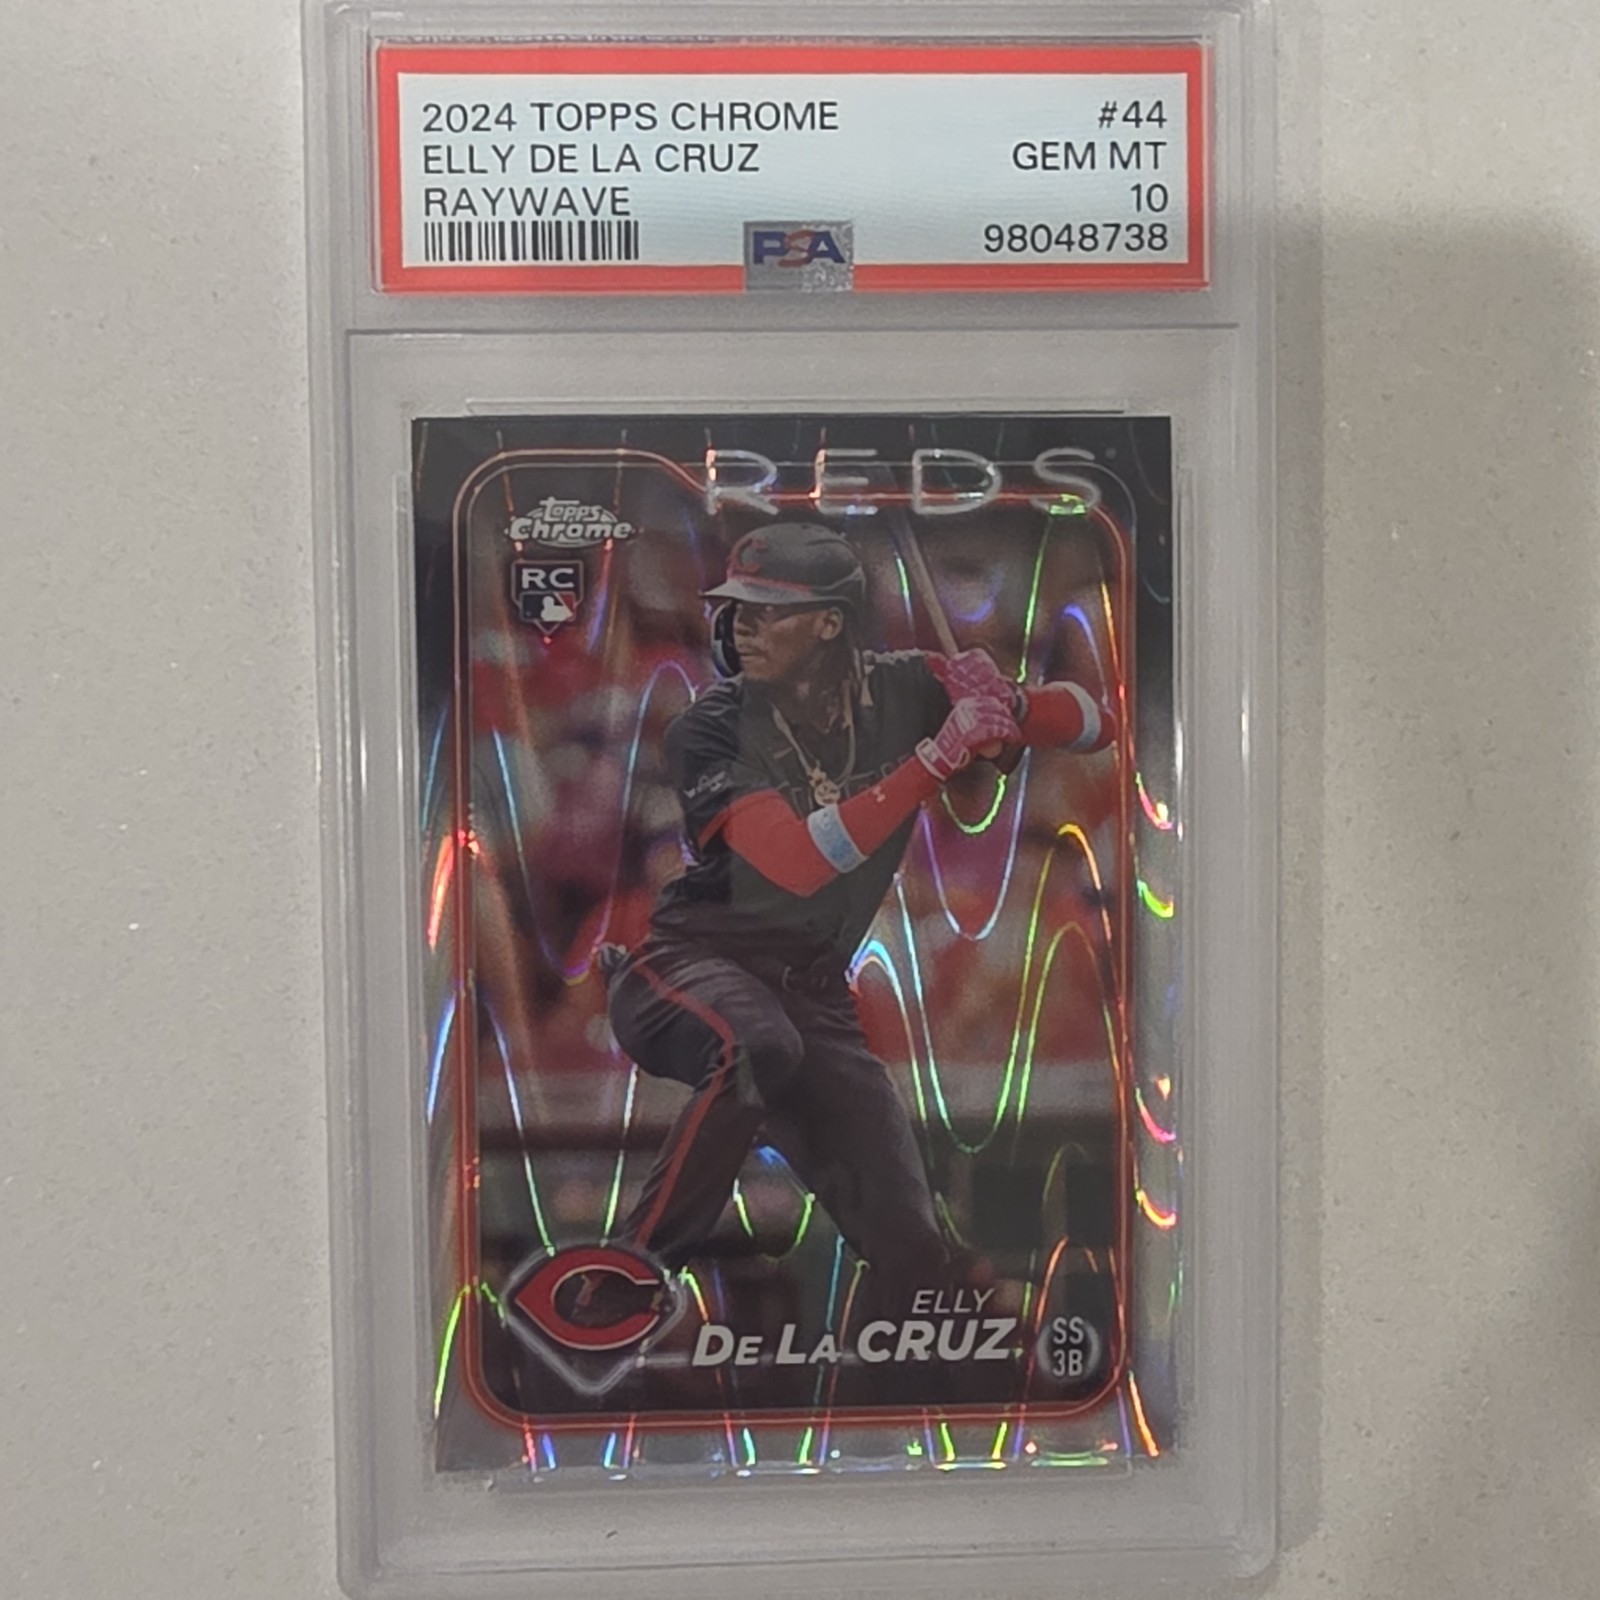 2024 TOPPS CHROME #44
ELLY DE LA CRUZ GEM MT
RAYWAVE 10
PSA 98048738
REDS
Topps
Chrome
RC
ELLY
DE LA CRUZ
SS
3B